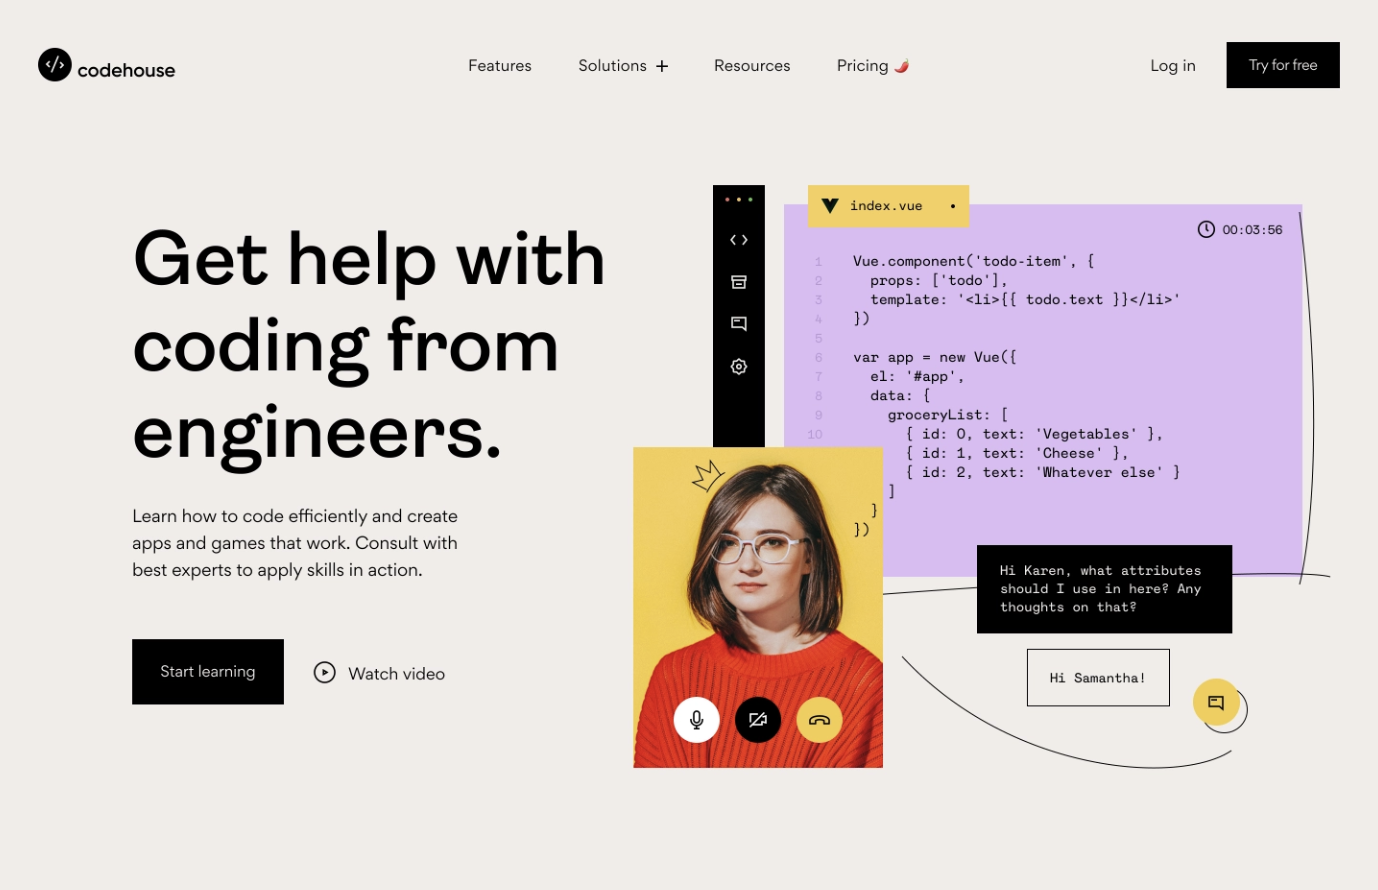 </> codehouse
Features
Solutions +
Resources
Pricing 🌶️
Log in
Try for free
Get help with
coding from
engineers.
Learn how to code efficiently and create
apps and games that work. Consult with
best experts to apply skills in action.
Start learning
Watch video
index.vue
00:03:56
1 Vue.component('todo-item', {
2 props: ['todo'],
3 template: '<li>{{ todo.text }}</li>'
4 })
5
6 var app = new Vue({
7 el: '#app',
8 data: {
9 groceryList: [
10 { id: 0, text: 'Vegetables' },
{ id: 1, text: 'Cheese' },
{ id: 2, text: 'Whatever else' }
]
}
})
Hi Karen, what attributes
should I use in here? Any
thoughts on that?
Hi Samantha!